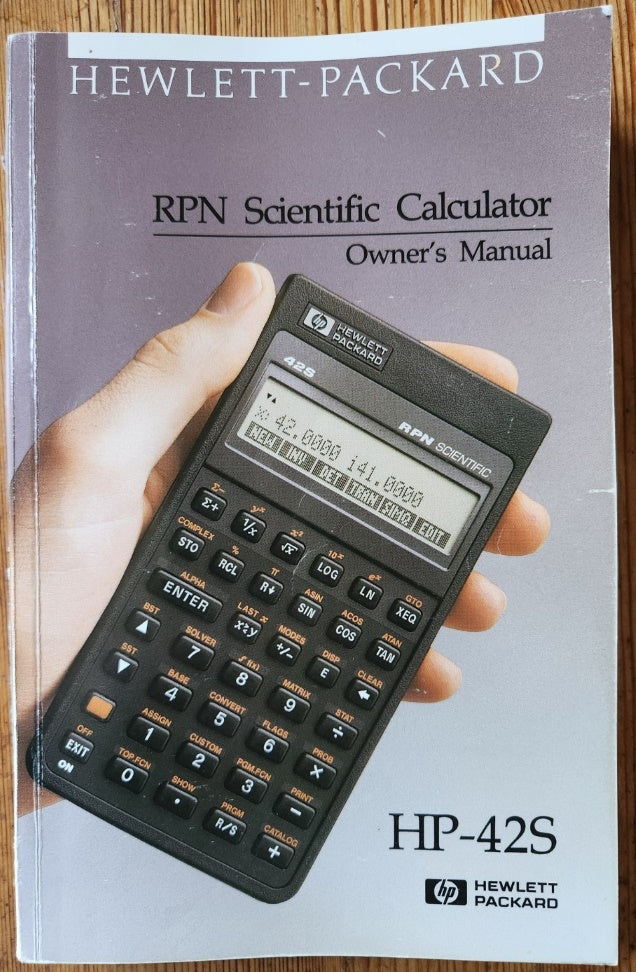 HEWLETT-PACKARD
RPN Scientific Calculator
Owner's Manual
hp HEWLETT
PACKARD
42S
RPN SCIENTIFIC
x: 42.0000 i41.0000
NEW INV DET TRAN SIMQ EDIT
Σ- y^x x² 10^x e^x GTO
Σ+ 1/x √x LOG LN XEQ
COMPLEX % π ASIN ACOS ATAN
STO RCL R↓ SIN COS TAN
ALPHA LAST x MODES DISP CLEAR
ENTER x≷y +/- E ←
BST SOLVER ∫f(x) MATRIX STAT
▲ 7 8 9 ÷
SST BASE CONVERT FLAGS PROB
▼ 4 5 6 ×
ASSIGN CUSTOM PGM.FCN PRINT
1 2 3 −
OFF TOP.FCN SHOW PRGM CATALOG
EXIT 0 . R/S +
ON
HP-42S
hp HEWLETT
PACKARD